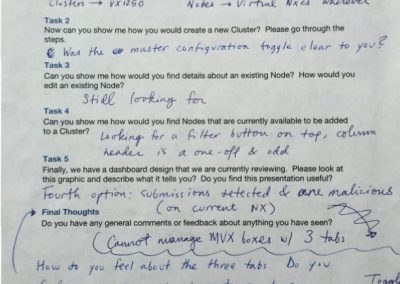 Clusters → VX1250 Nodes → Virtual NXes wherever
Task 2
Now can you show me how you would create a new Cluster? Please go through the
steps.
Was the master configuration toggle clear to you?
Task 3
Can you show me how would you find details about an existing Node? How would you
edit an existing Node?
Still looking for
Task 4
Can you show me how would you find Nodes that are currently available to be added
to a Cluster? Looking for a filter button on top, column
header is a one-off & odd
Task 5
Finally, we have a dashboard design that we are currently reviewing. Please look at
this graphic and describe what it tells you? Do you find this presentation useful?
Fourth option: submissions detected & are malicious
(on current NX)
Final Thoughts
Do you have any general comments or feedback about anything you have seen?
(Cannot manage MVX boxes w/ 3 tabs
How do you feel about the three tabs. Do you